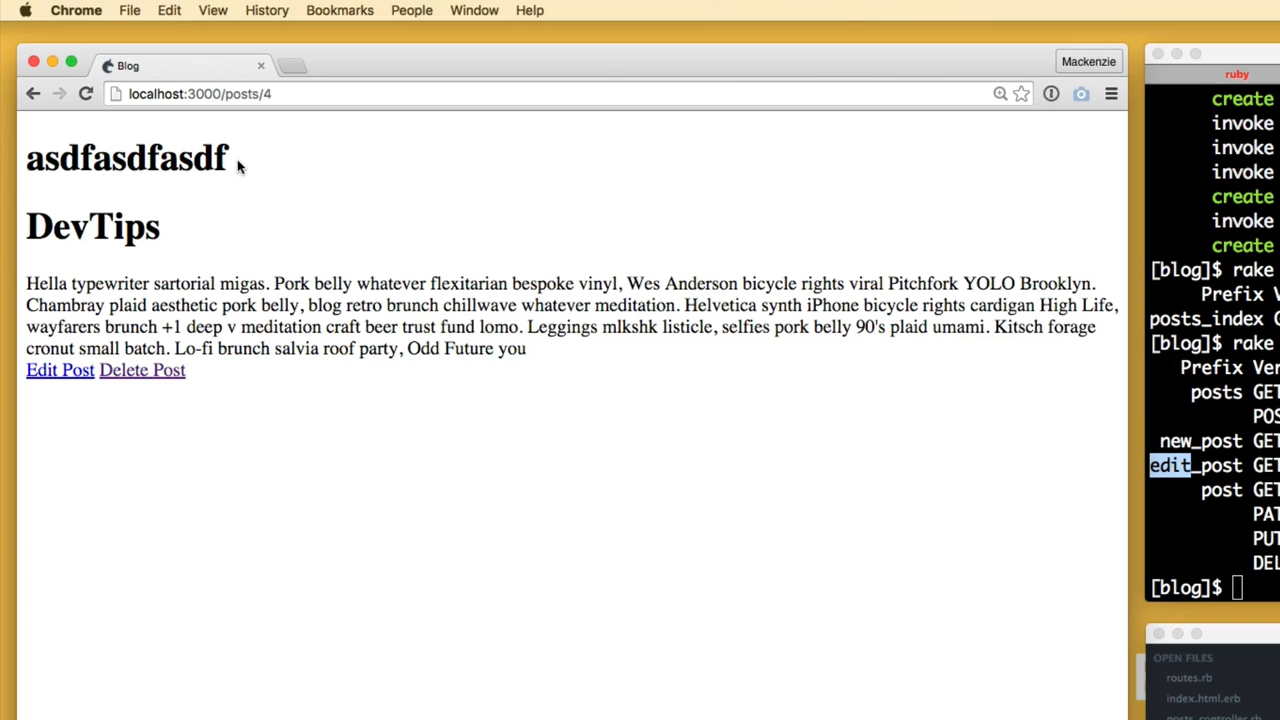 Chrome File Edit View History Bookmarks People Window Help
Blog
Mackenzie
localhost:3000/posts/4
asdfasdfasdf
DevTips
Hella typewriter sartorial migas. Pork belly whatever flexitarian bespoke vinyl, Wes Anderson bicycle rights viral Pitchfork YOLO Brooklyn.
Chambray plaid aesthetic pork belly, blog retro brunch chillwave whatever meditation. Helvetica synth iPhone bicycle rights cardigan High Life,
wayfarers brunch +1 deep v meditation craft beer trust fund lomo. Leggings mlkshk listicle, selfies pork belly 90's plaid umami. Kitsch forage
cronut small batch. Lo-fi brunch salvia roof party, Odd Future you
Edit Post Delete Post
ruby
create
invoke
invoke
invoke
create
invoke
create
[blog]$ rake
Prefix V
posts_index
[blog]$ rake
Prefix Ver
posts GET
POS
new_post GET
edit_post GET
post GET
PAT
PUT
DEL
[blog]$
OPEN FILES
routes.rb
index.html.erb
posts_controller.rb